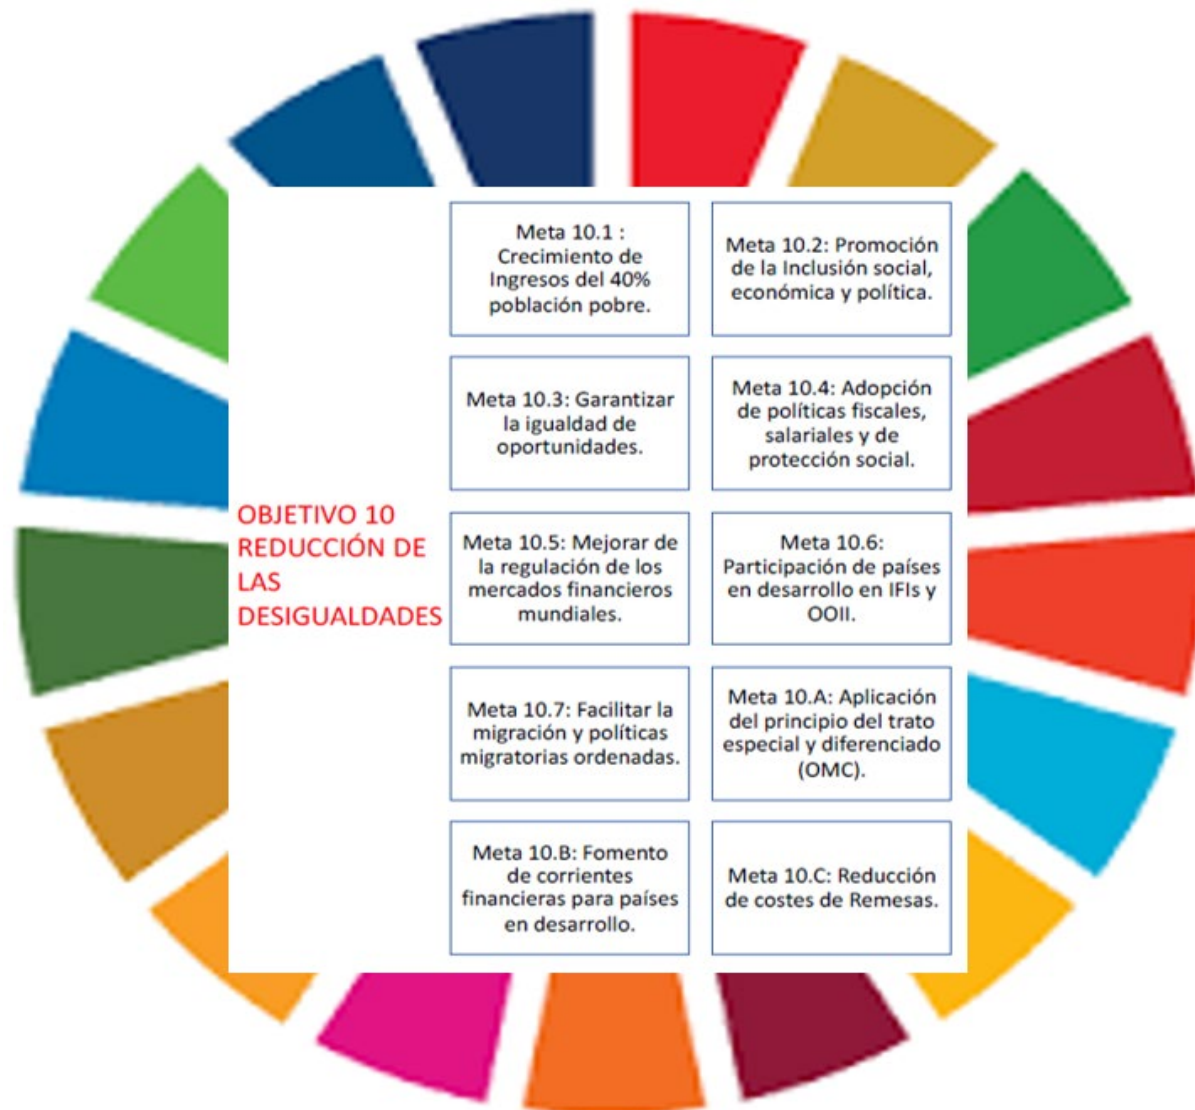 OBJETIVO 10
REDUCCIÓN DE
LAS
DESIGUALDADES
Meta 10.1 :
Crecimiento de
Ingresos del 40%
población pobre.
Meta 10.2: Promoción
de la Inclusión social,
económica y política.
Meta 10.3: Garantizar
la igualdad de
oportunidades.
Meta 10.4: Adopción
de políticas fiscales,
salariales y de
protección social.
Meta 10.5: Mejorar de
la regulación de los
mercados financieros
mundiales.
Meta 10.6:
Participación de países
en desarrollo en IFIs y
OOII.
Meta 10.7: Facilitar la
migración y políticas
migratorias ordenadas.
Meta 10.A: Aplicación
del principio del trato
especial y diferenciado
(OMC).
Meta 10.B: Fomento
de corrientes
financieras para países
en desarrollo.
Meta 10.C: Reducción
de costes de Remesas.